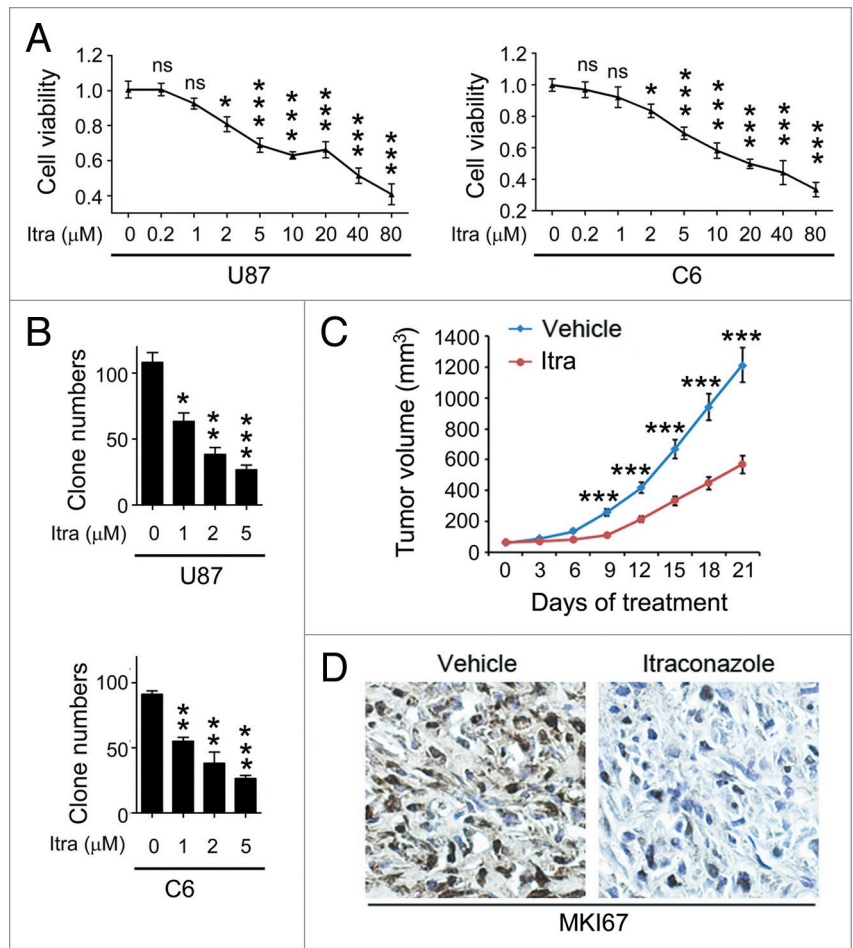 A
Cell viability
1.2
1.0
0.8
0.6
0.4
ns
ns
*
***
***
***
***
***
Itra (μM) 0 0.2 1 2 5 10 20 40 80
U87
Cell viability
1.2
1.0
0.8
0.6
0.4
0.2
ns
ns
*
***
***
***
***
***
Itra (μM) 0 0.2 1 2 5 10 20 40 80
C6
B
Clone numbers
100
50
0
*
**
***
Itra (μM) 0 1 2 5
U87
Clone numbers
100
50
0
**
**
***
Itra (μM) 0 1 2 5
C6
C
Vehicle
Itra
Tumor volume (mm³)
1400
1200
1000
800
600
400
200
0
***
***
***
***
***
0 3 6 9 12 15 18 21
Days of treatment
D
Vehicle Itraconazole
MKI67